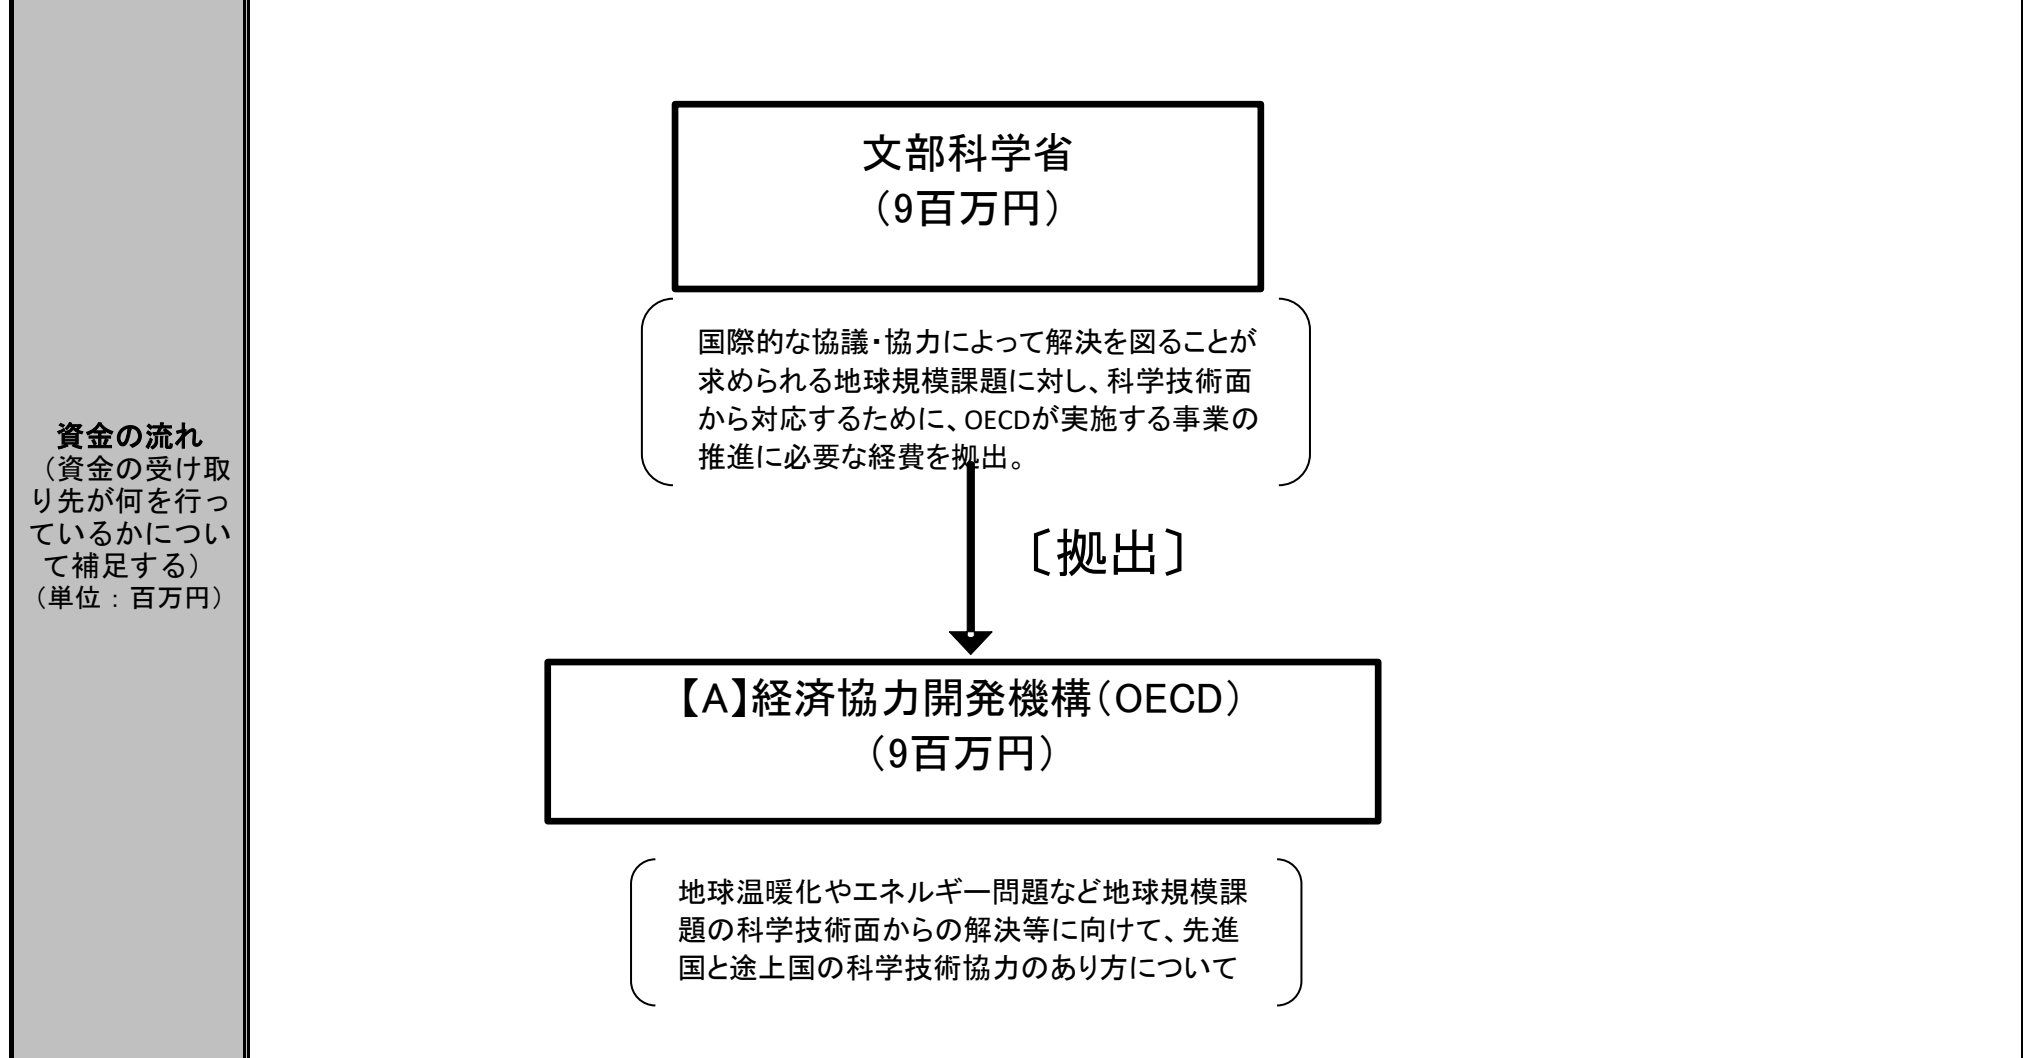 資金の流れ
（資金の受け取
り先が何を行っ
ているかについ
て補足する）
（単位：百万円）
文部科学省
（9百万円）
国際的な協議・協力によって解決を図ることが
求められる地球規模課題に対し、科学技術面
から対応するために、OECDが実施する事業の
推進に必要な経費を拠出。
〔拠出〕
【A】経済協力開発機構（OECD）
（9百万円）
地球温暖化やエネルギー問題など地球規模課
題の科学技術面からの解決等に向けて、先進
国と途上国の科学技術協力のあり方について